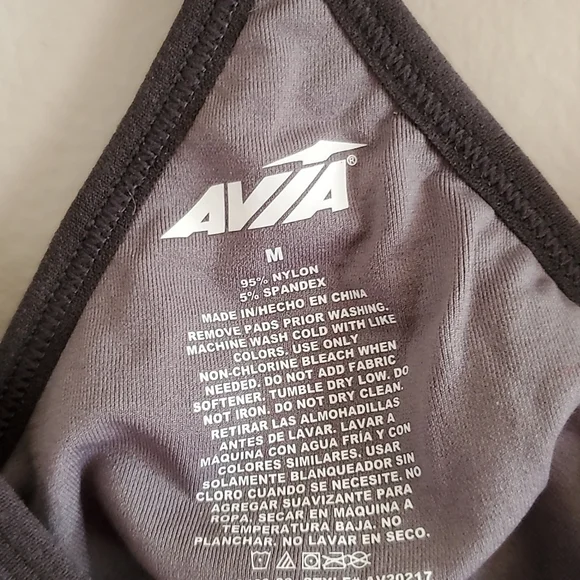 AVIA®
M
95% NYLON
5% SPANDEX
MADE IN/HECHO EN CHINA
REMOVE PADS PRIOR WASHING.
MACHINE WASH COLD WITH LIKE
COLORS. USE ONLY
NON-CHLORINE BLEACH WHEN
NEEDED. DO NOT ADD FABRIC
SOFTENER. TUMBLE DRY LOW. DO
NOT IRON. DO NOT DRY CLEAN.
RETIRAR LAS ALMOHADILLAS
ANTES DE LAVAR. LAVAR A
MAQUINA CON AGUA FRÍA Y CON
COLORES SIMILARES. USAR
SOLAMENTE BLANQUEADOR SIN
CLORO CUANDO SE NECESITE. NO
AGREGAR SUAVIZANTE PARA
ROPA. SECAR EN MAQUINA A
TEMPERATURA BAJA. NO
PLANCHAR. NO LAVAR EN SECO.